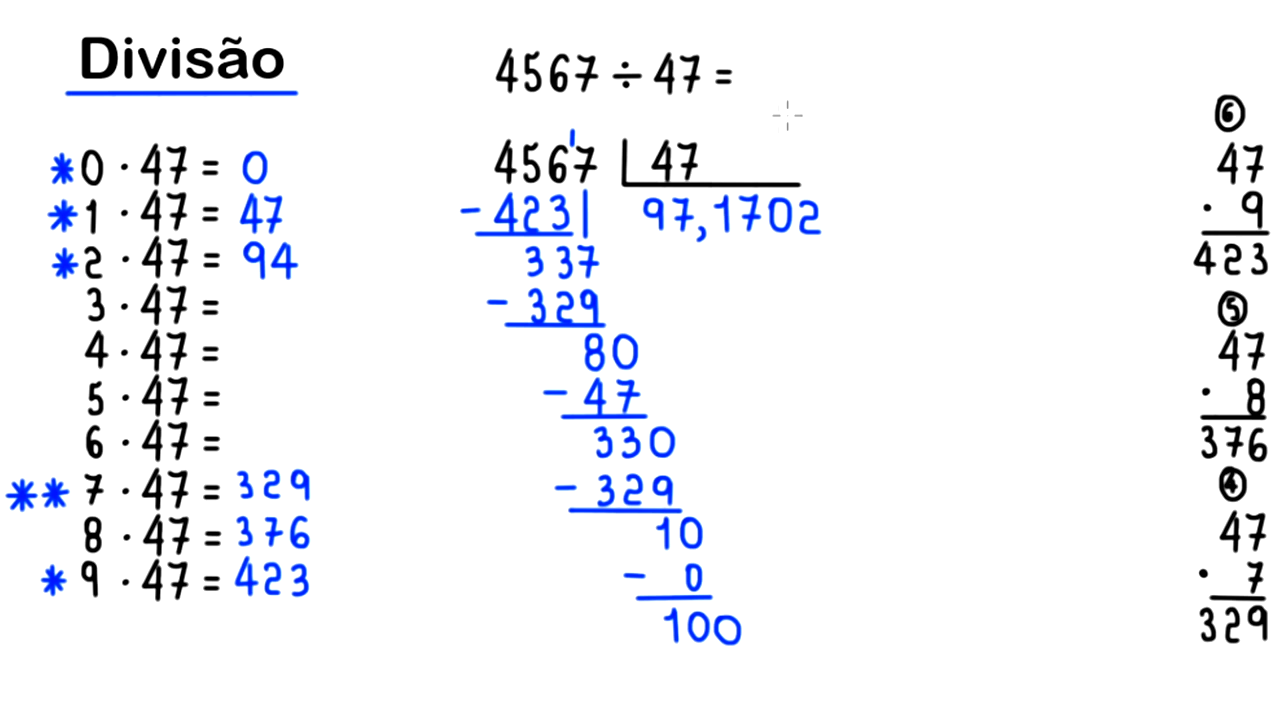 Divisão
0 · 47 = 0
1 · 47 = 47
2 · 47 = 94
3 · 47 =
4 · 47 =
5 · 47 =
6 · 47 =
7 · 47 = 329
8 · 47 = 376
9 · 47 = 423
4567 ÷ 47 =
4567 47
- 423 97,1702
337
- 329
80
- 47
330
- 329
10
- 0
100
6
47
· 9
423
5
47
· 8
376
4
47
· 7
329